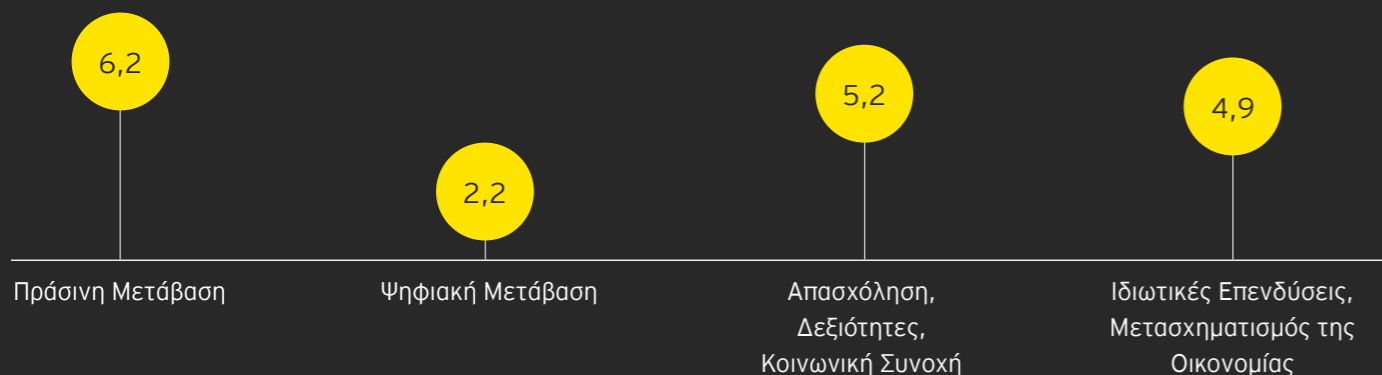 6,2
2,2
5,2
4,9
Πράσινη Μετάβαση
Ψηφιακή Μετάβαση
Απασχόληση,
Δεξιότητες,
Κοινωνική Συνοχή
Ιδιωτικές Επενδύσεις,
Μετασχηματισμός της
Οικονομίας